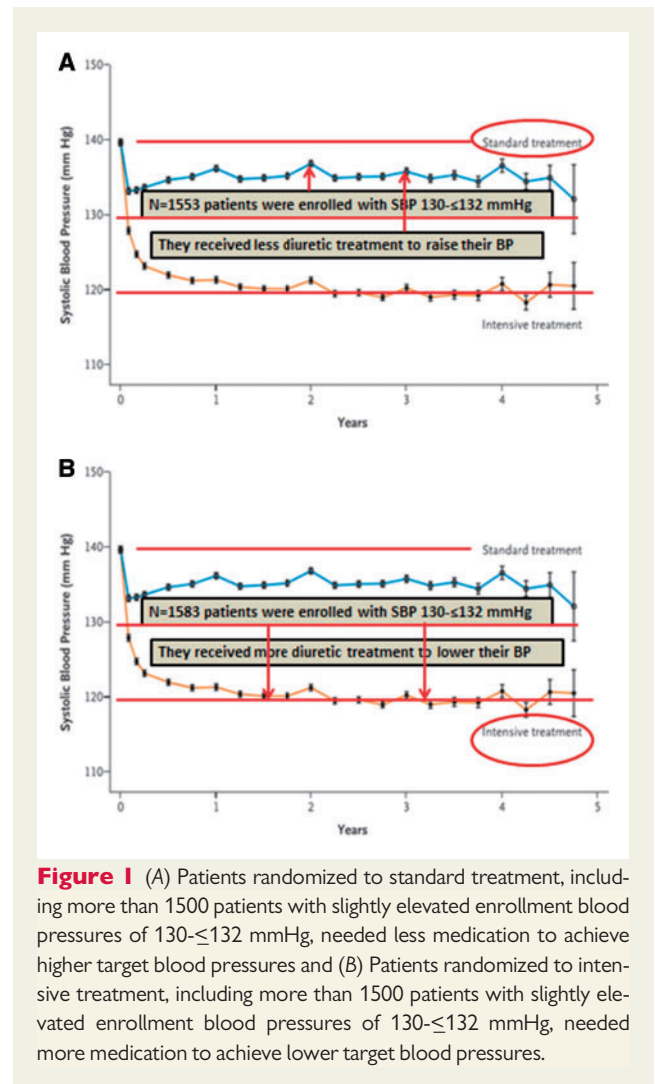 A
150
140
130
120
110
Systolic Blood Pressure (mm Hg)
Standard treatment
N=1553 patients were enrolled with SBP 130-≤132 mmHg
They received less diuretic treatment to raise their BP
Intensive treatment
0 1 2 3 4 5
Years
B
150
140
130
120
110
Systolic Blood Pressure (mm Hg)
Standard treatment
N=1583 patients were enrolled with SBP 130-≤132 mmHg
They received more diuretic treatment to lower their BP
Intensive treatment
0 1 2 3 4 5
Years
Figure 1 (A) Patients randomized to standard treatment, includ-
ing more than 1500 patients with slightly elevated enrollment blood
pressures of 130-≤132 mmHg, needed less medication to achieve
higher target blood pressures and (B) Patients randomized to inten-
sive treatment, including more than 1500 patients with slightly ele-
vated enrollment blood pressures of 130-≤132 mmHg, needed
more medication to achieve lower target blood pressures.